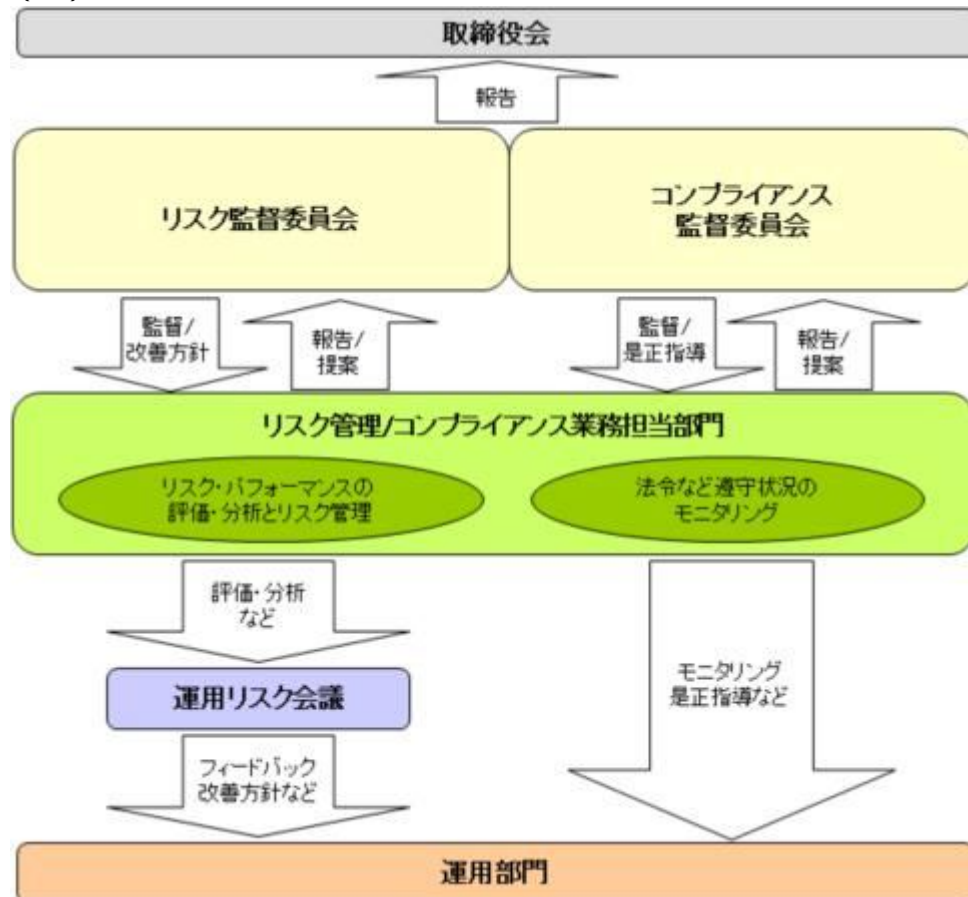 取締役会
報告
リスク監督委員会
コンプライアンス
監督委員会
監督/
改善方針
報告/
提案
監督/
是正指導
報告/
提案
リスク管理/コンプライアンス業務担当部門
リスク・パフォーマンスの
評価・分析とリスク管理
法令など遵守状況の
モニタリング
評価・分析
など
運用リスク会議
モニタリング
是正指導など
フィードバック
改善方針など
運用部門